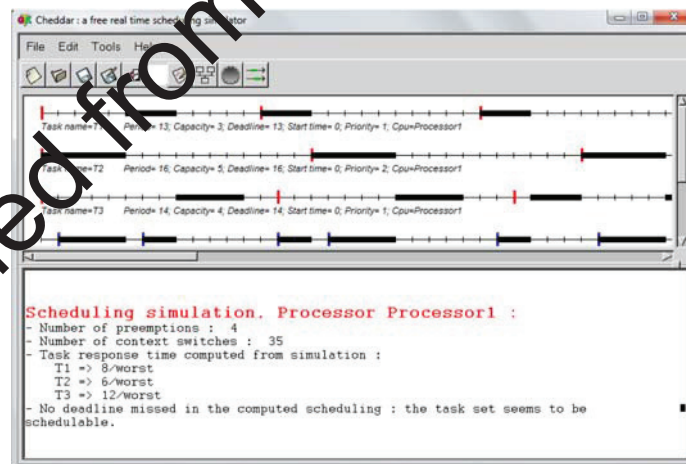 Cheddar : a free real time scheduling simulator
File Edit Tools
Task name=T1 Period= 13; Capacity= 3; Deadline= 13; Start time= 0; Priority= 1; Cpu=Processor1
Task name=T2 Period= 16; Capacity= 5; Deadline= 16; Start time= 0; Priority= 2; Cpu=Processor1
Task name=T3 Period= 14; Capacity= 4; Deadline= 14; Start time= 0; Priority= 1; Cpu=Processor1
Scheduling simulation, Processor Processor1 :
- Number of preemptions : 4
- Number of context switches : 35
- Task response time computed from simulation :
T1 => 8/worst
T2 => 6/worst
T3 => 12/worst
- No deadline missed in the computed scheduling : the task set seems to be
schedulable.
ed from